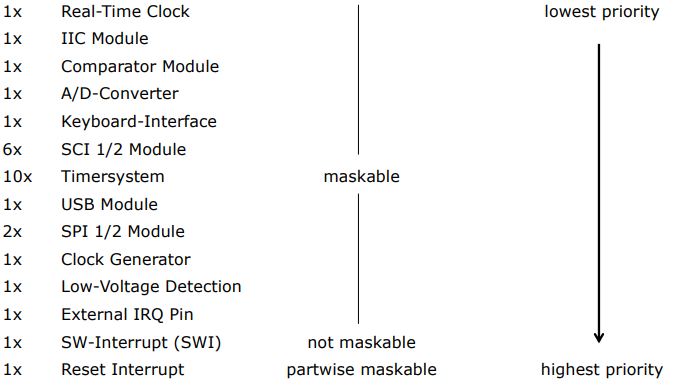 1x Real-Time Clock lowest priority
1x IIC Module
1x Comparator Module
1x A/D-Converter
1x Keyboard-Interface
6x SCI 1/2 Module
10x Timersystem maskable
1x USB Module
2x SPI 1/2 Module
1x Clock Generator
1x Low-Voltage Detection
1x External IRQ Pin
1x SW-Interrupt (SWI) not maskable
1x Reset Interrupt partwise maskable highest priority